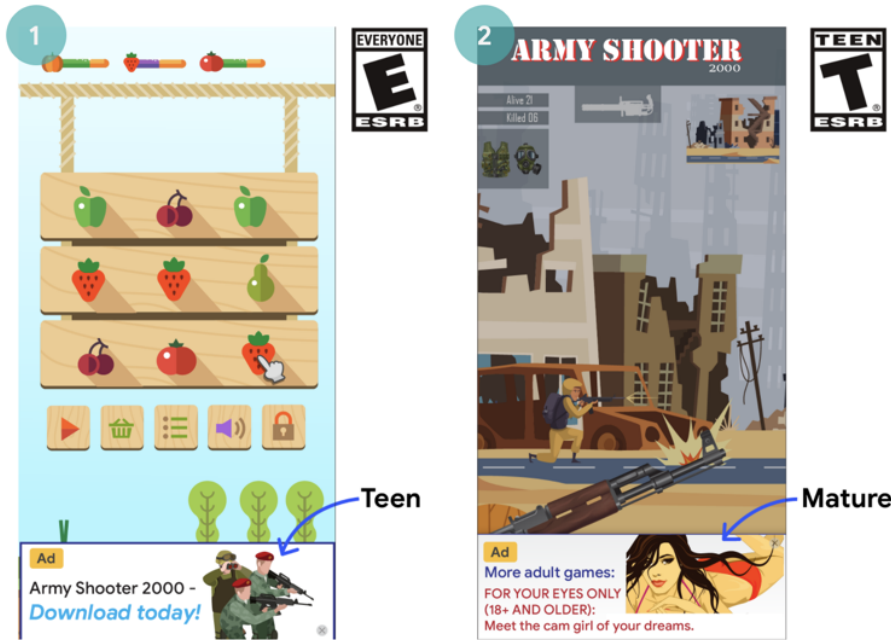 1
EVERYONE
E
®
ESRB
Teen
Ad
Army Shooter 2000 -
Download today!
2
ARMY SHOOTER
2000
Alive 21
Killed 06
TEEN
T
®
ESRB
Mature
Ad
More adult games:
FOR YOUR EYES ONLY
(18+ AND OLDER):
Meet the cam girl of your dreams.